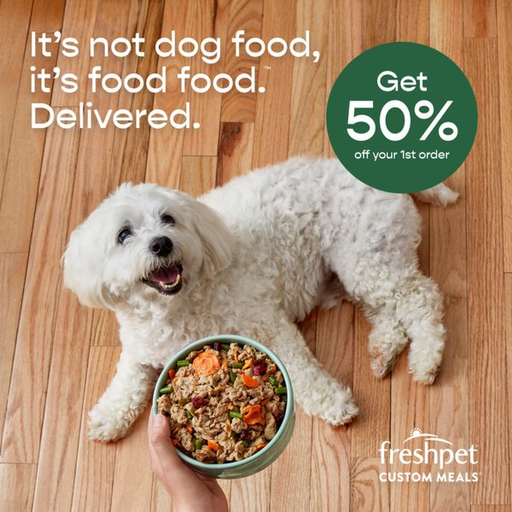 It's not dog food,
it's food food.™
Delivered.
Get
50%
off your 1st order
freshpet
CUSTOM MEALS